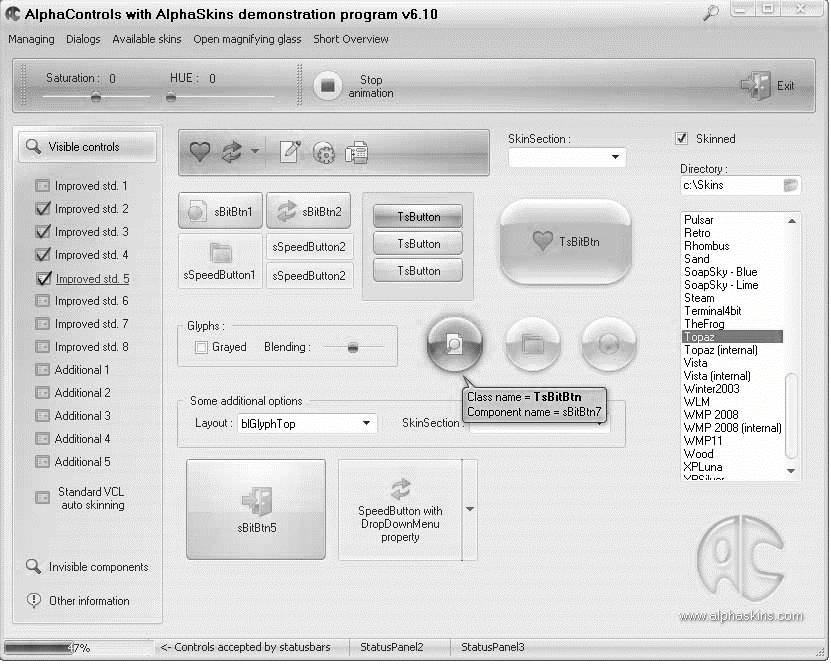 AlphaControls with AlphaSkins demonstration program v6.10
Managing Dialogs Available skins Open magnifying glass Short Overview
Saturation : 0 HUE : 0
Stop
animation
Exit
Visible controls
Improved std. 1
Improved std. 2
Improved std. 3
Improved std. 4
Improved std. 5
Improved std. 6
Improved std. 7
Improved std. 8
Additional 1
Additional 2
Additional 3
Additional 4
Additional 5
Standard VCL
auto skinning
Invisible components
Other information
SkinSection :
sBitBtn1
sBitBtn2
sSpeedButton1
sSpeedButton2
sSpeedButton2
TsButton
TsButton
TsButton
TsBitBtn
Glyphs :
Grayed Blending :
Class name = TsBitBtn
Component name = sBitBtn7
Some additional options
Layout : blGlyphTop SkinSection
sBitBtn5
SpeedButton with
DropDownMenu
property
Skinned
Directory :
c:\Skins
Pulsar
Retro
Rhombus
Sand
SoapSky - Blue
SoapSky - Lime
Steam
Terminal4bit
TheFrog
Topaz
Topaz (internal)
Vista
Vista (internal)
Winter2003
WLM
WMP 2008
WMP 2008 (internal)
WMP11
Wood
XPLuna
XPSilver
AC
www.alphaskins.com
47% <- Controls accepted by statusbars StatusPanel2 StatusPanel3